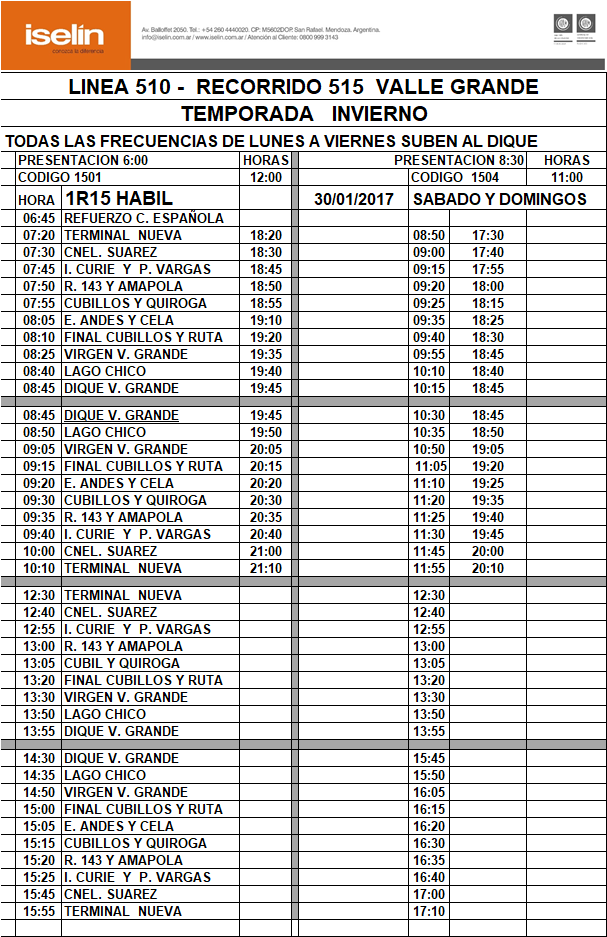 iselin
conozca la diferencia
Av. Balloffet 2050. Tel.: +54 260 4440020. CP: M5602DOP. San Rafael, Mendoza, Argentina.
info@iselin.com.ar / www.iselin.com.ar / Atención al Cliente: 0800 999 3143
LINEA 510 - RECORRIDO 515 VALLE GRANDE
TEMPORADA INVIERNO
TODAS LAS FRECUENCIAS DE LUNES A VIERNES SUBEN AL DIQUE
PRESENTACION 6:00 HORAS PRESENTACION 8:30 HORAS
CODIGO 1501 12:00 CODIGO 1504 11:00
HORA 1R15 HABIL 30/01/2017 SABADO Y DOMINGOS
06:45 REFUERZO C. ESPAÑOLA
07:20 TERMINAL NUEVA 18:20 08:50 17:30
07:30 CNEL. SUAREZ 18:30 09:00 17:40
07:45 I. CURIE Y P. VARGAS 18:45 09:15 17:55
07:50 R. 143 Y AMAPOLA 18:50 09:20 18:00
07:55 CUBILLOS Y QUIROGA 18:55 09:25 18:15
08:05 E. ANDES Y CELA 19:10 09:35 18:25
08:10 FINAL CUBILLOS Y RUTA 19:20 09:40 18:30
08:25 VIRGEN V. GRANDE 19:35 09:55 18:45
08:40 LAGO CHICO 19:40 10:10 18:40
08:45 DIQUE V. GRANDE 19:45 10:15 18:45
08:45 DIQUE V. GRANDE 19:45 10:30 18:45
08:50 LAGO CHICO 19:50 10:35 18:50
09:05 VIRGEN V. GRANDE 20:05 10:50 19:05
09:15 FINAL CUBILLOS Y RUTA 20:15 11:05 19:20
09:20 E. ANDES Y CELA 20:20 11:10 19:25
09:30 CUBILLOS Y QUIROGA 20:30 11:20 19:35
09:35 R. 143 Y AMAPOLA 20:35 11:25 19:40
09:40 I. CURIE Y P. VARGAS 20:40 11:30 19:45
10:00 CNEL. SUAREZ 21:00 11:45 20:00
10:10 TERMINAL NUEVA 21:10 11:55 20:10
12:30 TERMINAL NUEVA 12:30
12:40 CNEL. SUAREZ 12:40
12:55 I. CURIE Y P. VARGAS 12:55
13:00 R. 143 Y AMAPOLA 13:00
13:05 CUBIL Y QUIROGA 13:05
13:20 FINAL CUBILLOS Y RUTA 13:20
13:30 VIRGEN V. GRANDE 13:30
13:50 LAGO CHICO 13:50
13:55 DIQUE V. GRANDE 13:55
14:30 DIQUE V. GRANDE 15:45
14:35 LAGO CHICO 15:50
14:50 VIRGEN V. GRANDE 16:05
15:00 FINAL CUBILLOS Y RUTA 16:15
15:05 E. ANDES Y CELA 16:20
15:15 CUBILLOS Y QUIROGA 16:30
15:20 R. 143 Y AMAPOLA 16:35
15:25 I. CURIE Y P. VARGAS 16:40
15:45 CNEL. SUAREZ 17:00
15:55 TERMINAL NUEVA 17:10